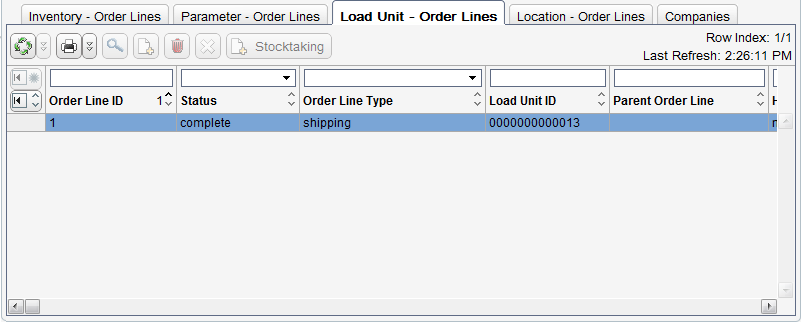 Inventory - Order Lines Parameter - Order Lines Load Unit - Order Lines Location - Order Lines Companies
Stocktaking
Row Index: 1/1
Last Refresh: 2:26:11 PM
Order Line ID 1 Status Order Line Type Load Unit ID Parent Order Line H
1 complete shipping 0000000000013